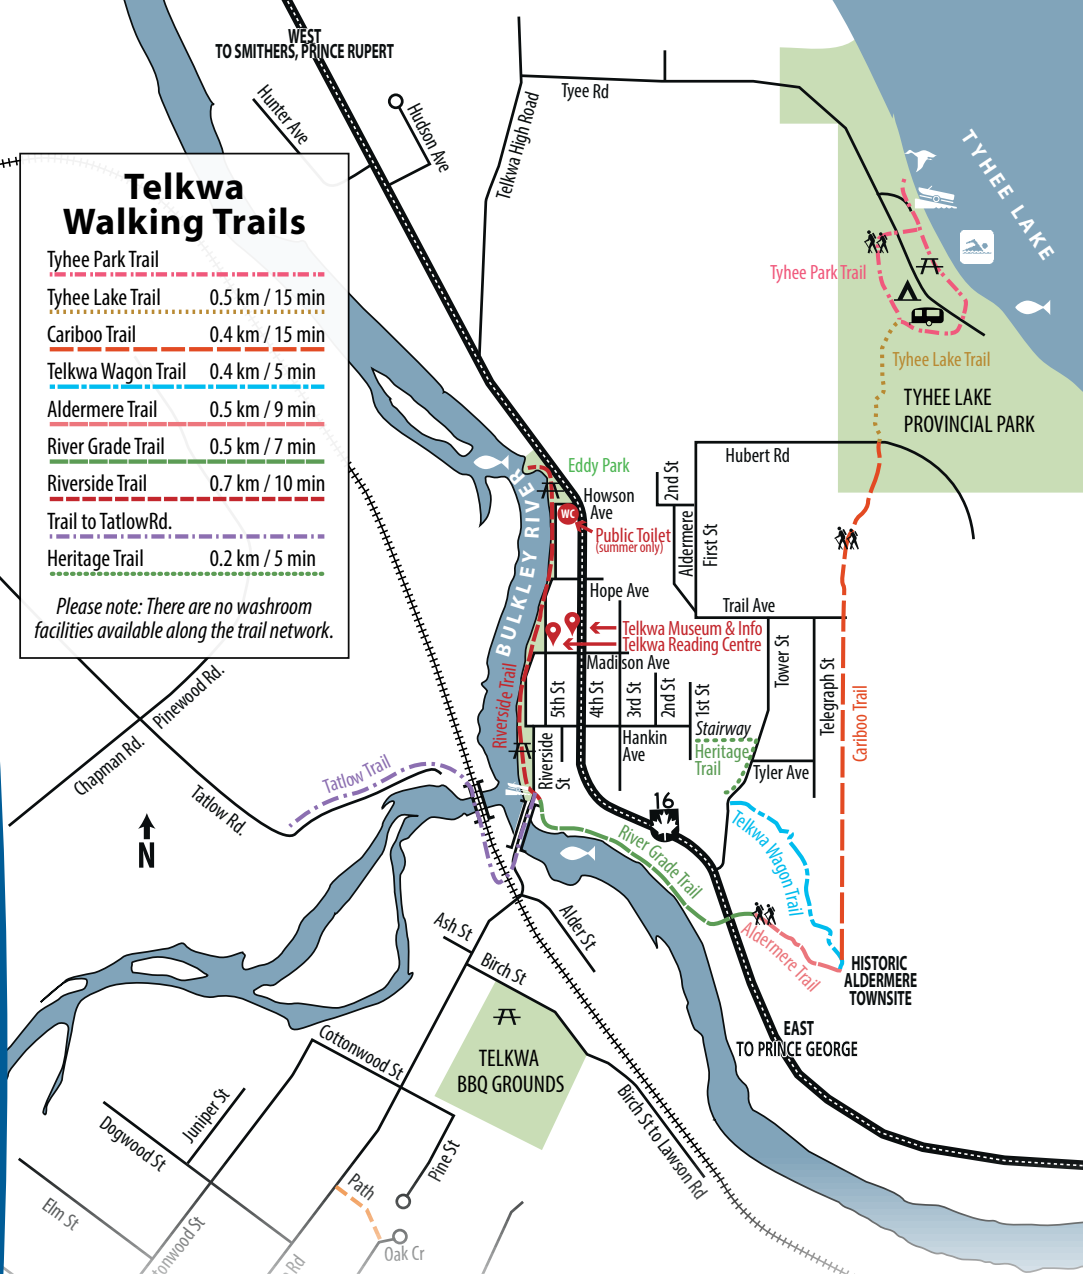 WEST
TO SMITHERS, PRINCE RUPERT
Hunter Ave
Hudson Ave
Telkwa High Road
Tyee Rd
TYHEE LAKE
Telkwa
Walking Trails
Tyhee Park Trail
Tyhee Lake Trail 0.5 km / 15 min
Cariboo Trail 0.4 km / 15 min
Telkwa Wagon Trail 0.4 km / 5 min
Aldermere Trail 0.5 km / 9 min
River Grade Trail 0.5 km / 7 min
Riverside Trail 0.7 km / 10 min
Trail to TatlowRd.
Heritage Trail 0.2 km / 5 min
Please note: There are no washroom
facilities available along the trail network.
Tyhee Park Trail
Tyhee Lake Trail
TYHEE LAKE
PROVINCIAL PARK
Hubert Rd
Eddy Park
2nd St
Howson
Ave
WC
Public Toilet
(summer only)
Aldermere
First St
BULKLEY RIVER
Hope Ave
Trail Ave
Telkwa Museum & Info
Telkwa Reading Centre
Madison Ave
Tower St
Telegraph St
Cariboo Trail
Riverside Trail
5th St
4th St
3rd St
2nd St
1st St
Stairway
Heritage
Trail
Hankin
Ave
Riverside
St
Tyler Ave
Pinewood Rd.
Chapman Rd.
Tatlow Rd.
Tatlow Trail
N
16
River Grade Trail
Telkwa Wagon Trail
Aldermere Trail
HISTORIC
ALDERMERE
TOWNSITE
Ash St
Alder St
Birch St
EAST
TO PRINCE GEORGE
TELKWA
BBQ GROUNDS
Cottonwood St
Birch St to Lawson Rd
Juniper St
Dogwood St
Pine St
Path
Elm St
tonwood St
Rd
Oak Cr